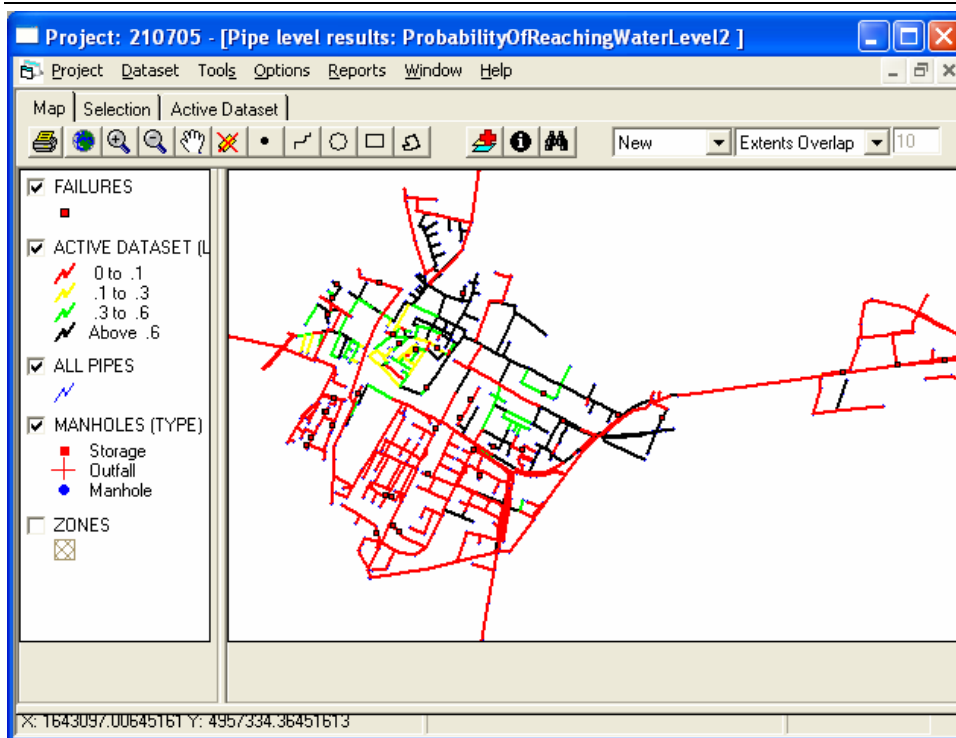 Project: 210705 - [Pipe level results: ProbabilityOfReachingWaterLevel2 ]
Project Dataset Tools Options Reports Window Help
Map Selection Active Dataset
New Extents Overlap 10
FAILURES
ACTIVE DATASET (L
0 to .1
.1 to .3
.3 to .6
Above .6
ALL PIPES
MANHOLES (TYPE)
Storage
Outfall
Manhole
ZONES
X: 1643097.00645161 Y: 4957334.36451613